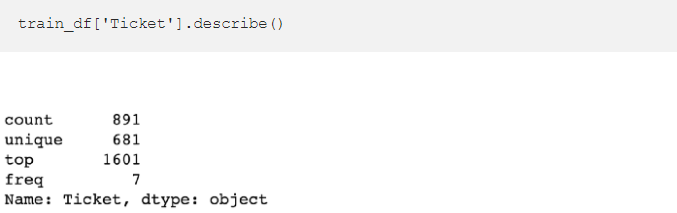 train_df['Ticket'].describe()
count 891
unique 681
top 1601
freq 7
Name: Ticket, dtype: object